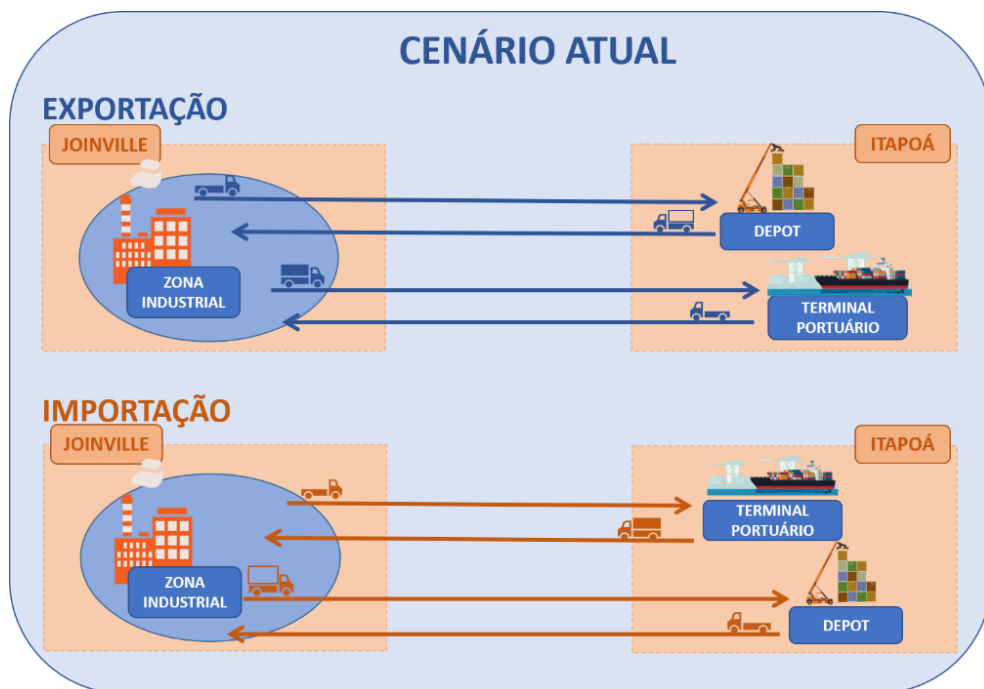 CENÁRIO ATUAL
EXPORTAÇÃO
JOINVILLE
ITAPOÁ
DEPOT
ZONA
INDUSTRIAL
TERMINAL
PORTUÁRIO
IMPORTAÇÃO
JOINVILLE
ITAPOÁ
TERMINAL
PORTUÁRIO
ZONA
INDUSTRIAL
DEPOT